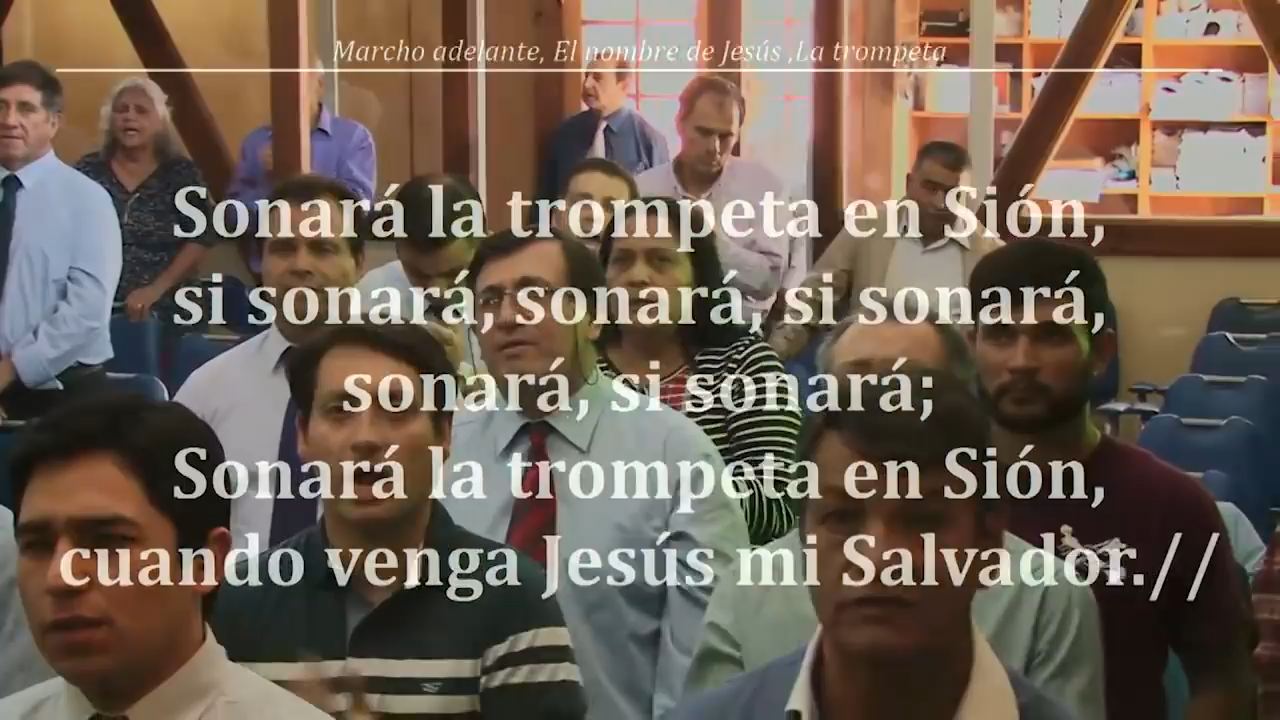 Marcho adelante, El nombre de Jesús ,La trompeta
Sonará la trompeta en Sión,
si sonará, sonará, si sonará,
sonará, si sonará;
Sonará la trompeta en Sión,
cuando venga Jesús mi Salvador.//